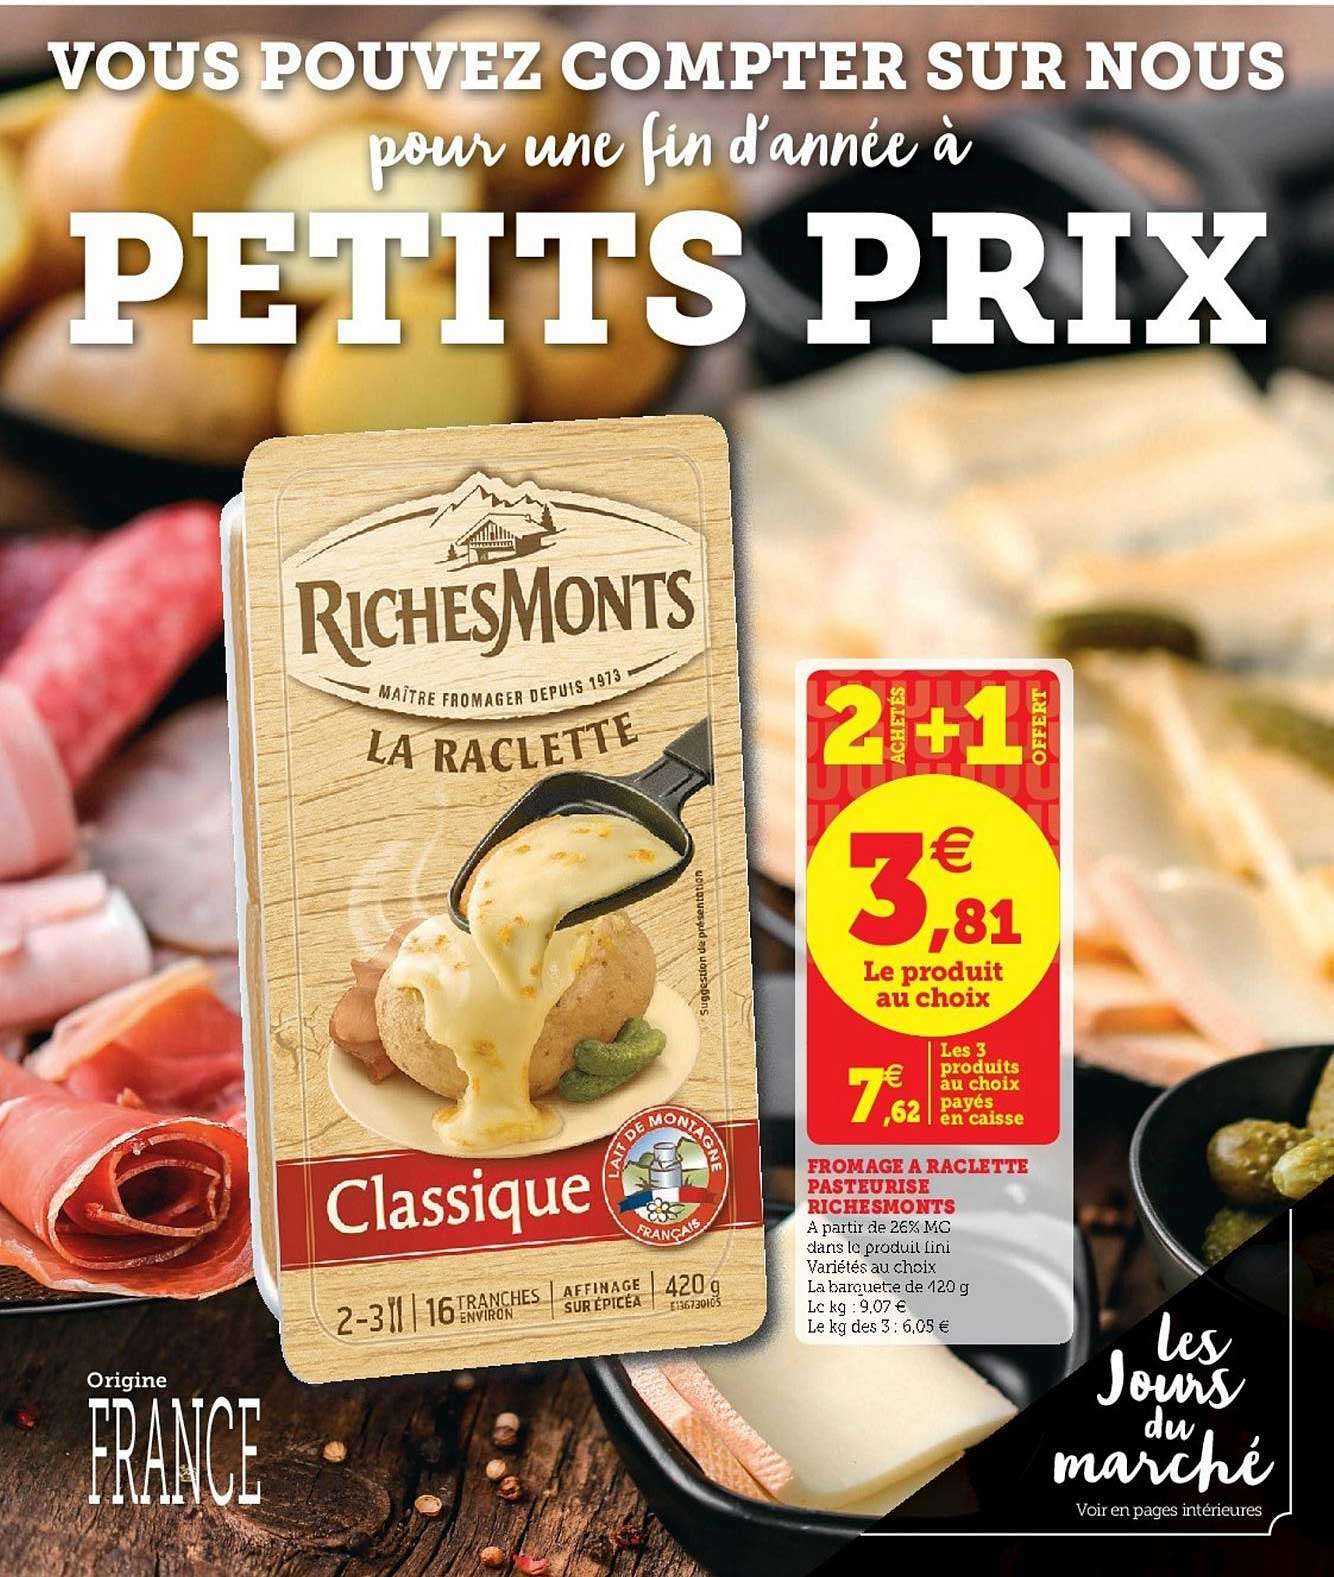 VOUS POUVEZ COMPTER SUR NOUS
pour une fin d'année à
PETITS PRIX
RICHESMONTS
MAÎTRE FROMAGER DEPUIS 1973
LA RACLETTE
Suggestion de présentation
LAIT DE MONTAGNE
FRANÇAIS
Classique
2-3
16 TRANCHES
ENVIRON
AFFINAGE
SUR ÉPICÉA
420 g
E136730105
2 ACHETÉS +1 OFFERT
3€,81
Le produit
au choix
7€,62
Les 3
produits
au choix
payés
en caisse
FROMAGE A RACLETTE
PASTEURISE
RICHESMONTS
A partir de 26% MG
dans le produit fini
Variétés au choix
La barquette de 420 g
Le kg : 9,07 €
Le kg des 3 : 6,05 €
Origine
FRANCE
Les
Jours
du
marché
Voir en pages intérieures